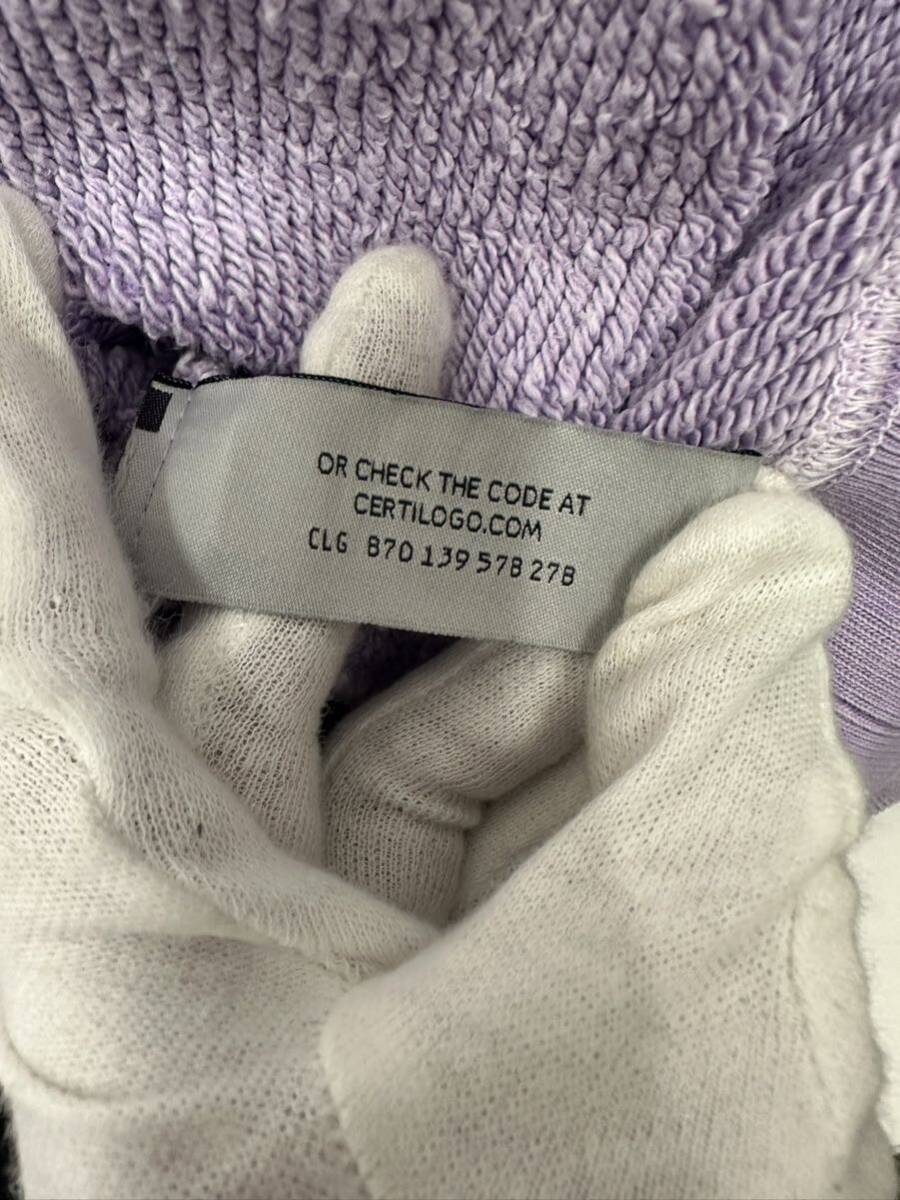 OR CHECK THE CODE AT
CERTILOGO.COM
CLG 870 139 578 278